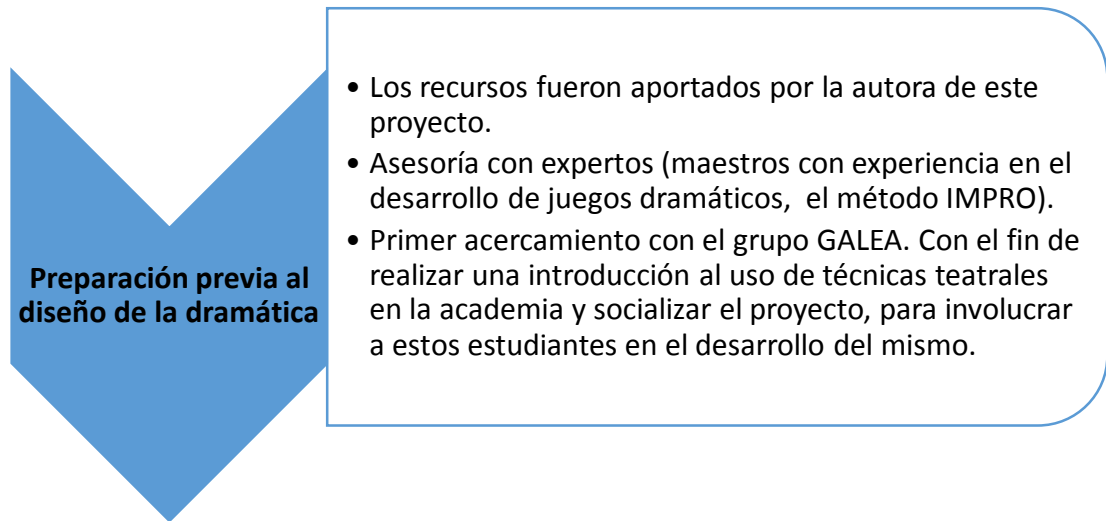 Preparación previa al
diseño de la dramática
• Los recursos fueron aportados por la autora de este
proyecto.
• Asesoría con expertos (maestros con experiencia en el
desarrollo de juegos dramáticos, el método IMPRO).
• Primer acercamiento con el grupo GALEA. Con el fin de
realizar una introducción al uso de técnicas teatrales
en la academia y socializar el proyecto, para involucrar
a estos estudiantes en el desarrollo del mismo.